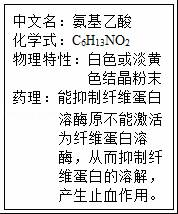 中文名：氨基乙酸
化学式：C₆H13NO2
物理特性：白色或淡黄
色结晶粉末
药理：能抑制纤维蛋白
溶酶原不能激活
为纤维蛋白溶
酶，从而抑制纤
维蛋白的溶解，
产生止血作用。